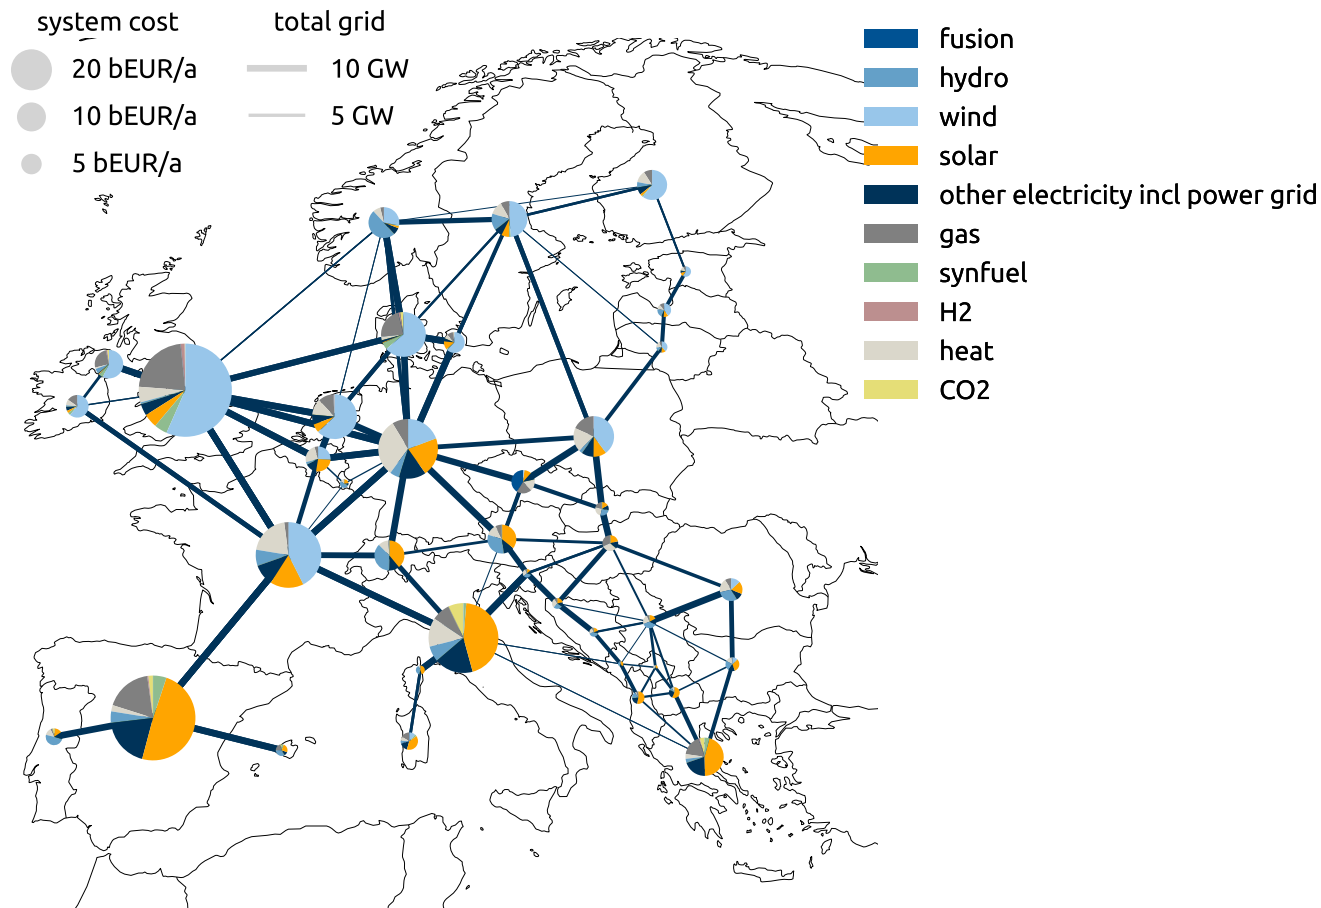 system cost
20 bEUR/a
10 bEUR/a
5 bEUR/a
total grid
10 GW
5 GW
fusion
hydro
wind
solar
other electricity incl power grid
gas
synfuel
H2
heat
CO2